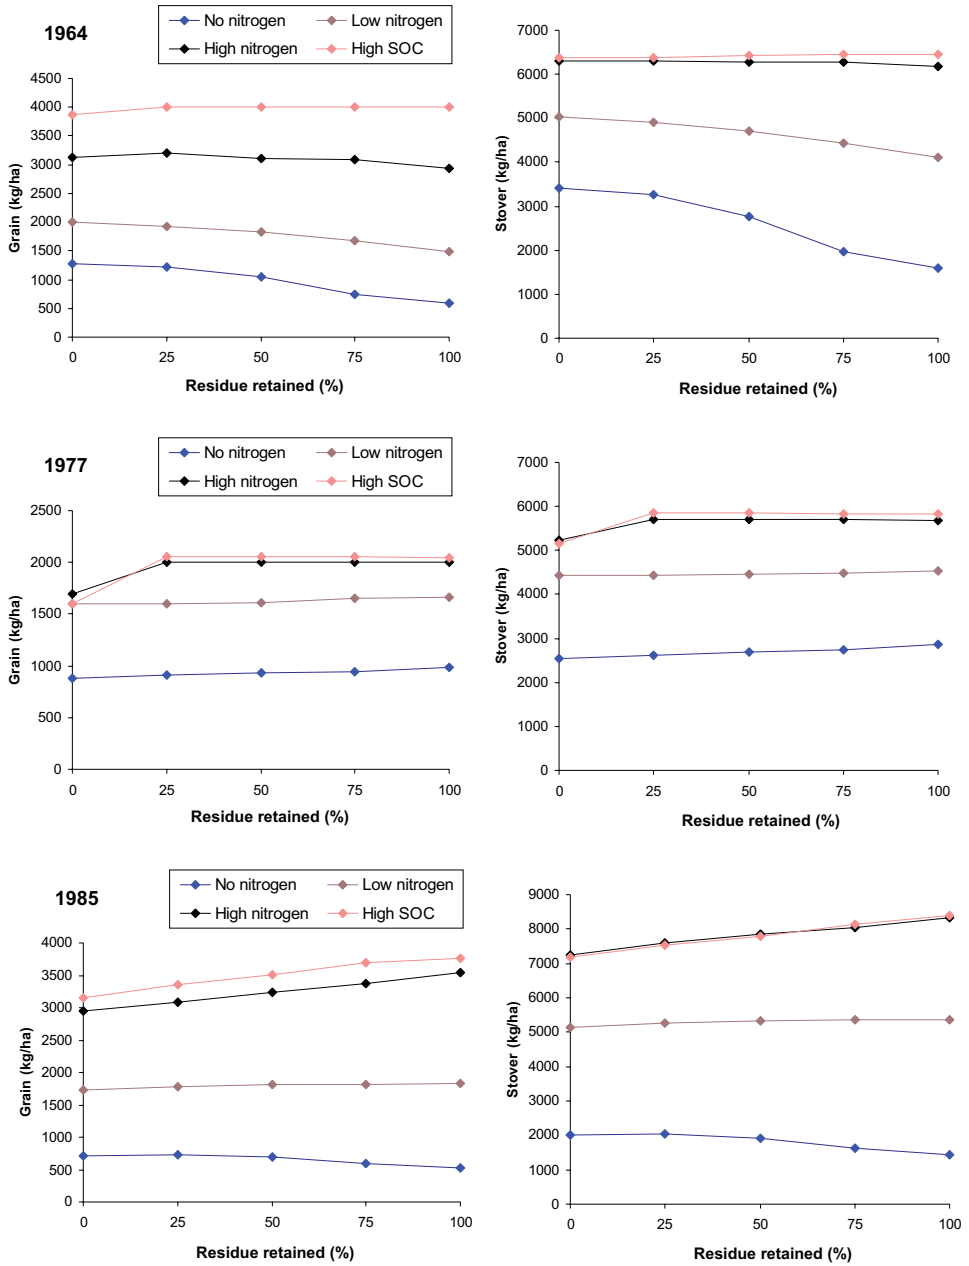 1964
No nitrogen Low nitrogen
High nitrogen High SOC
4500
4000
3500
3000
2500
2000
1500
1000
500
0
Grain (kg/ha)
0 25 50 75 100
Residue retained (%)
7000
6000
5000
4000
3000
2000
1000
0
Stover (kg/ha)
0 25 50 75 100
Residue retained (%)
1977
No nitrogen Low nitrogen
High nitrogen High SOC
2500
2000
1500
1000
500
0
Grain (kg/ha)
0 25 50 75 100
Residue retained (%)
7000
6000
5000
4000
3000
2000
1000
0
Stover (kg/ha)
0 25 50 75 100
Residue retained (%)
1985
No nitrogen Low nitrogen
High nitrogen High SOC
4000
3500
3000
2500
2000
1500
1000
500
0
Grain (kg/ha)
0 25 50 75 100
Residue retained (%)
9000
8000
7000
6000
5000
4000
3000
2000
1000
0
Stover (kg/ha)
0 25 50 75 100
Residue retained (%)